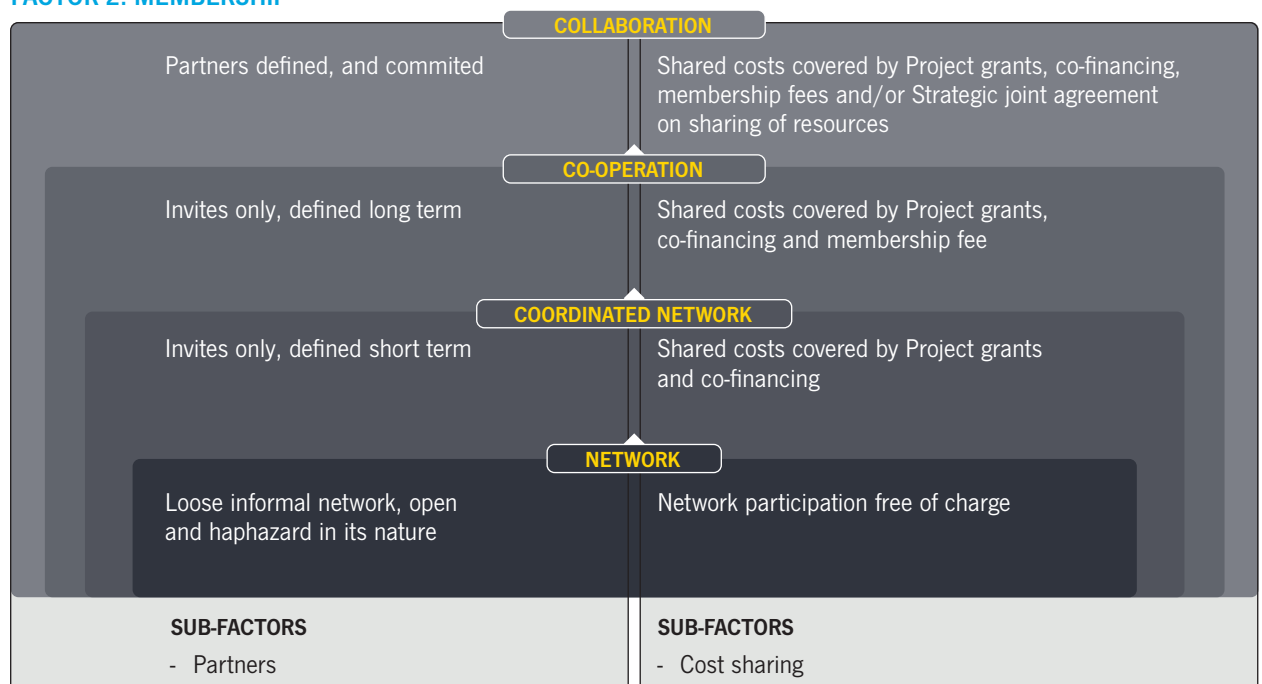 FACTOR 2: MEMBERSHIP
COLLABORATION
Partners defined, and commited
Shared costs covered by Project grants, co-financing,
membership fees and/or Strategic joint agreement
on sharing of resources
CO-OPERATION
Invites only, defined long term
Shared costs covered by Project grants,
co-financing and membership fee
COORDINATED NETWORK
Invites only, defined short term
Shared costs covered by Project grants
and co-financing
NETWORK
Loose informal network, open
and haphazard in its nature
Network participation free of charge
SUB-FACTORS
- Partners
SUB-FACTORS
- Cost sharing